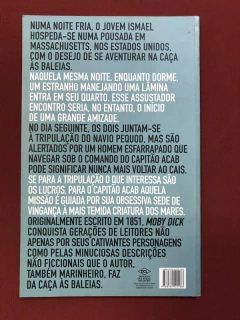 NUMA NOITE FRIA, O JOVEM ISMAEL
HOSPEDA-SE NUMA POUSADA EM
MASSACHUSETTS, NOS ESTADOS UNIDOS,
COM O DESEJO DE SE AVENTURAR NA CAÇA
ÀS BALEIAS.
NAQUELA MESMA NOITE, ENQUANTO DORME,
UM ESTRANHO MANEJANDO UMA LÂMINA
ENTRA EM SEU QUARTO. ESSE ASSUSTADOR
ENCONTRO SERIA, NO ENTANTO, O INÍCIO
DE UMA GRANDE AMIZADE.
NO DIA SEGUINTE, OS DOIS JUNTAM-SE
À TRIPULAÇÃO DO NAVIO PEQUOD, MAS SÃO
ALERTADOS POR UM HOMEM ESFARRAPADO QUE
NAVEGAR SOB O COMANDO DO CAPITÃO ACAB
PODE SIGNIFICAR NUNCA MAIS VOLTAR AO CAIS.
SE PARA A TRIPULAÇÃO O QUE INTERESSA SÃO
OS LUCROS, PARA O CAPITÃO ACAB AQUELA
MISSÃO É GUIADA POR SUA OBSESSIVA SEDE DE
VINGANÇA À MAIS TEMIDA CRIATURA DOS MARES.
ORIGINALMENTE ESCRITO EM 1851, MOBY DICK
CONQUISTA GERAÇÕES DE LEITORES NÃO
APENAS POR SEUS CATIVANTES PERSONAGENS
COMO PELAS MINUCIOSAS DESCRIÇÕES
NÃO FICCIONAIS QUE O AUTOR,
TAMBÉM MARINHEIRO, FAZ
DA CAÇA ÀS BALEIAS.